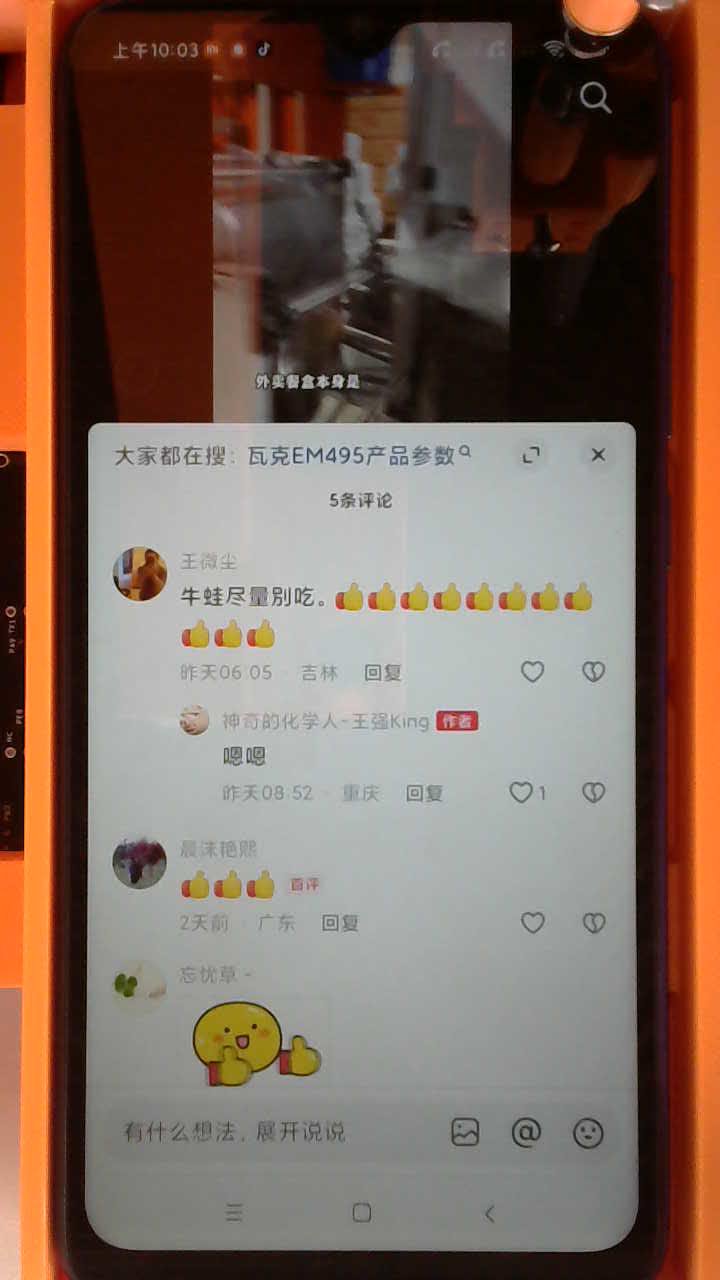 上午10:03
外卖餐盒本身是
大家都在搜：瓦克EM495产品参数
5条评论
王微尘
牛蛙尽量别吃。
昨天06:05 · 吉林 回复
神奇的化学人-王强King 作者
嗯嗯
昨天08:52 · 重庆 回复 1
晨沫艳熙
首评
2天前 · 广东 回复
忘忧草~
有什么想法，展开说说